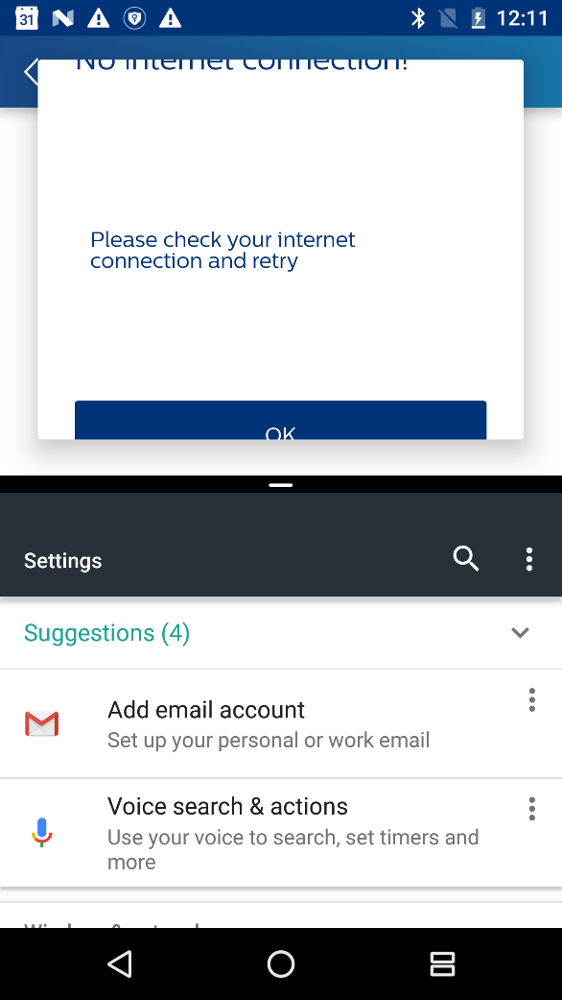 31
12:11
No internet connection!
Please check your internet
connection and retry
OK
Settings
Suggestions (4)
Add email account
Set up your personal or work email
Voice search & actions
Use your voice to search, set timers and
more